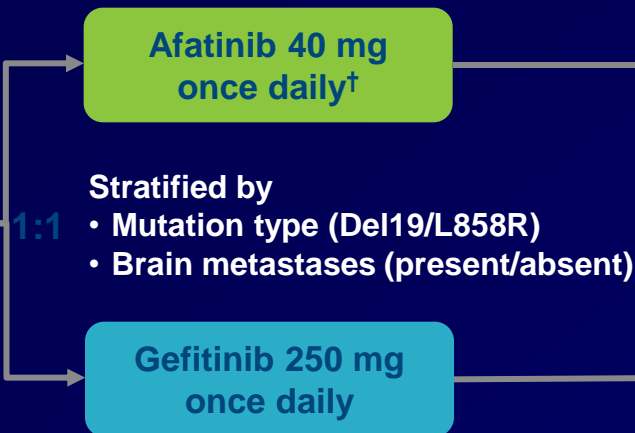 Afatinib 40 mg
once daily†
Stratified by
1:1
• Mutation type (Del19/L858R)
• Brain metastases (present/absent)
Gefitinib 250 mg
once daily